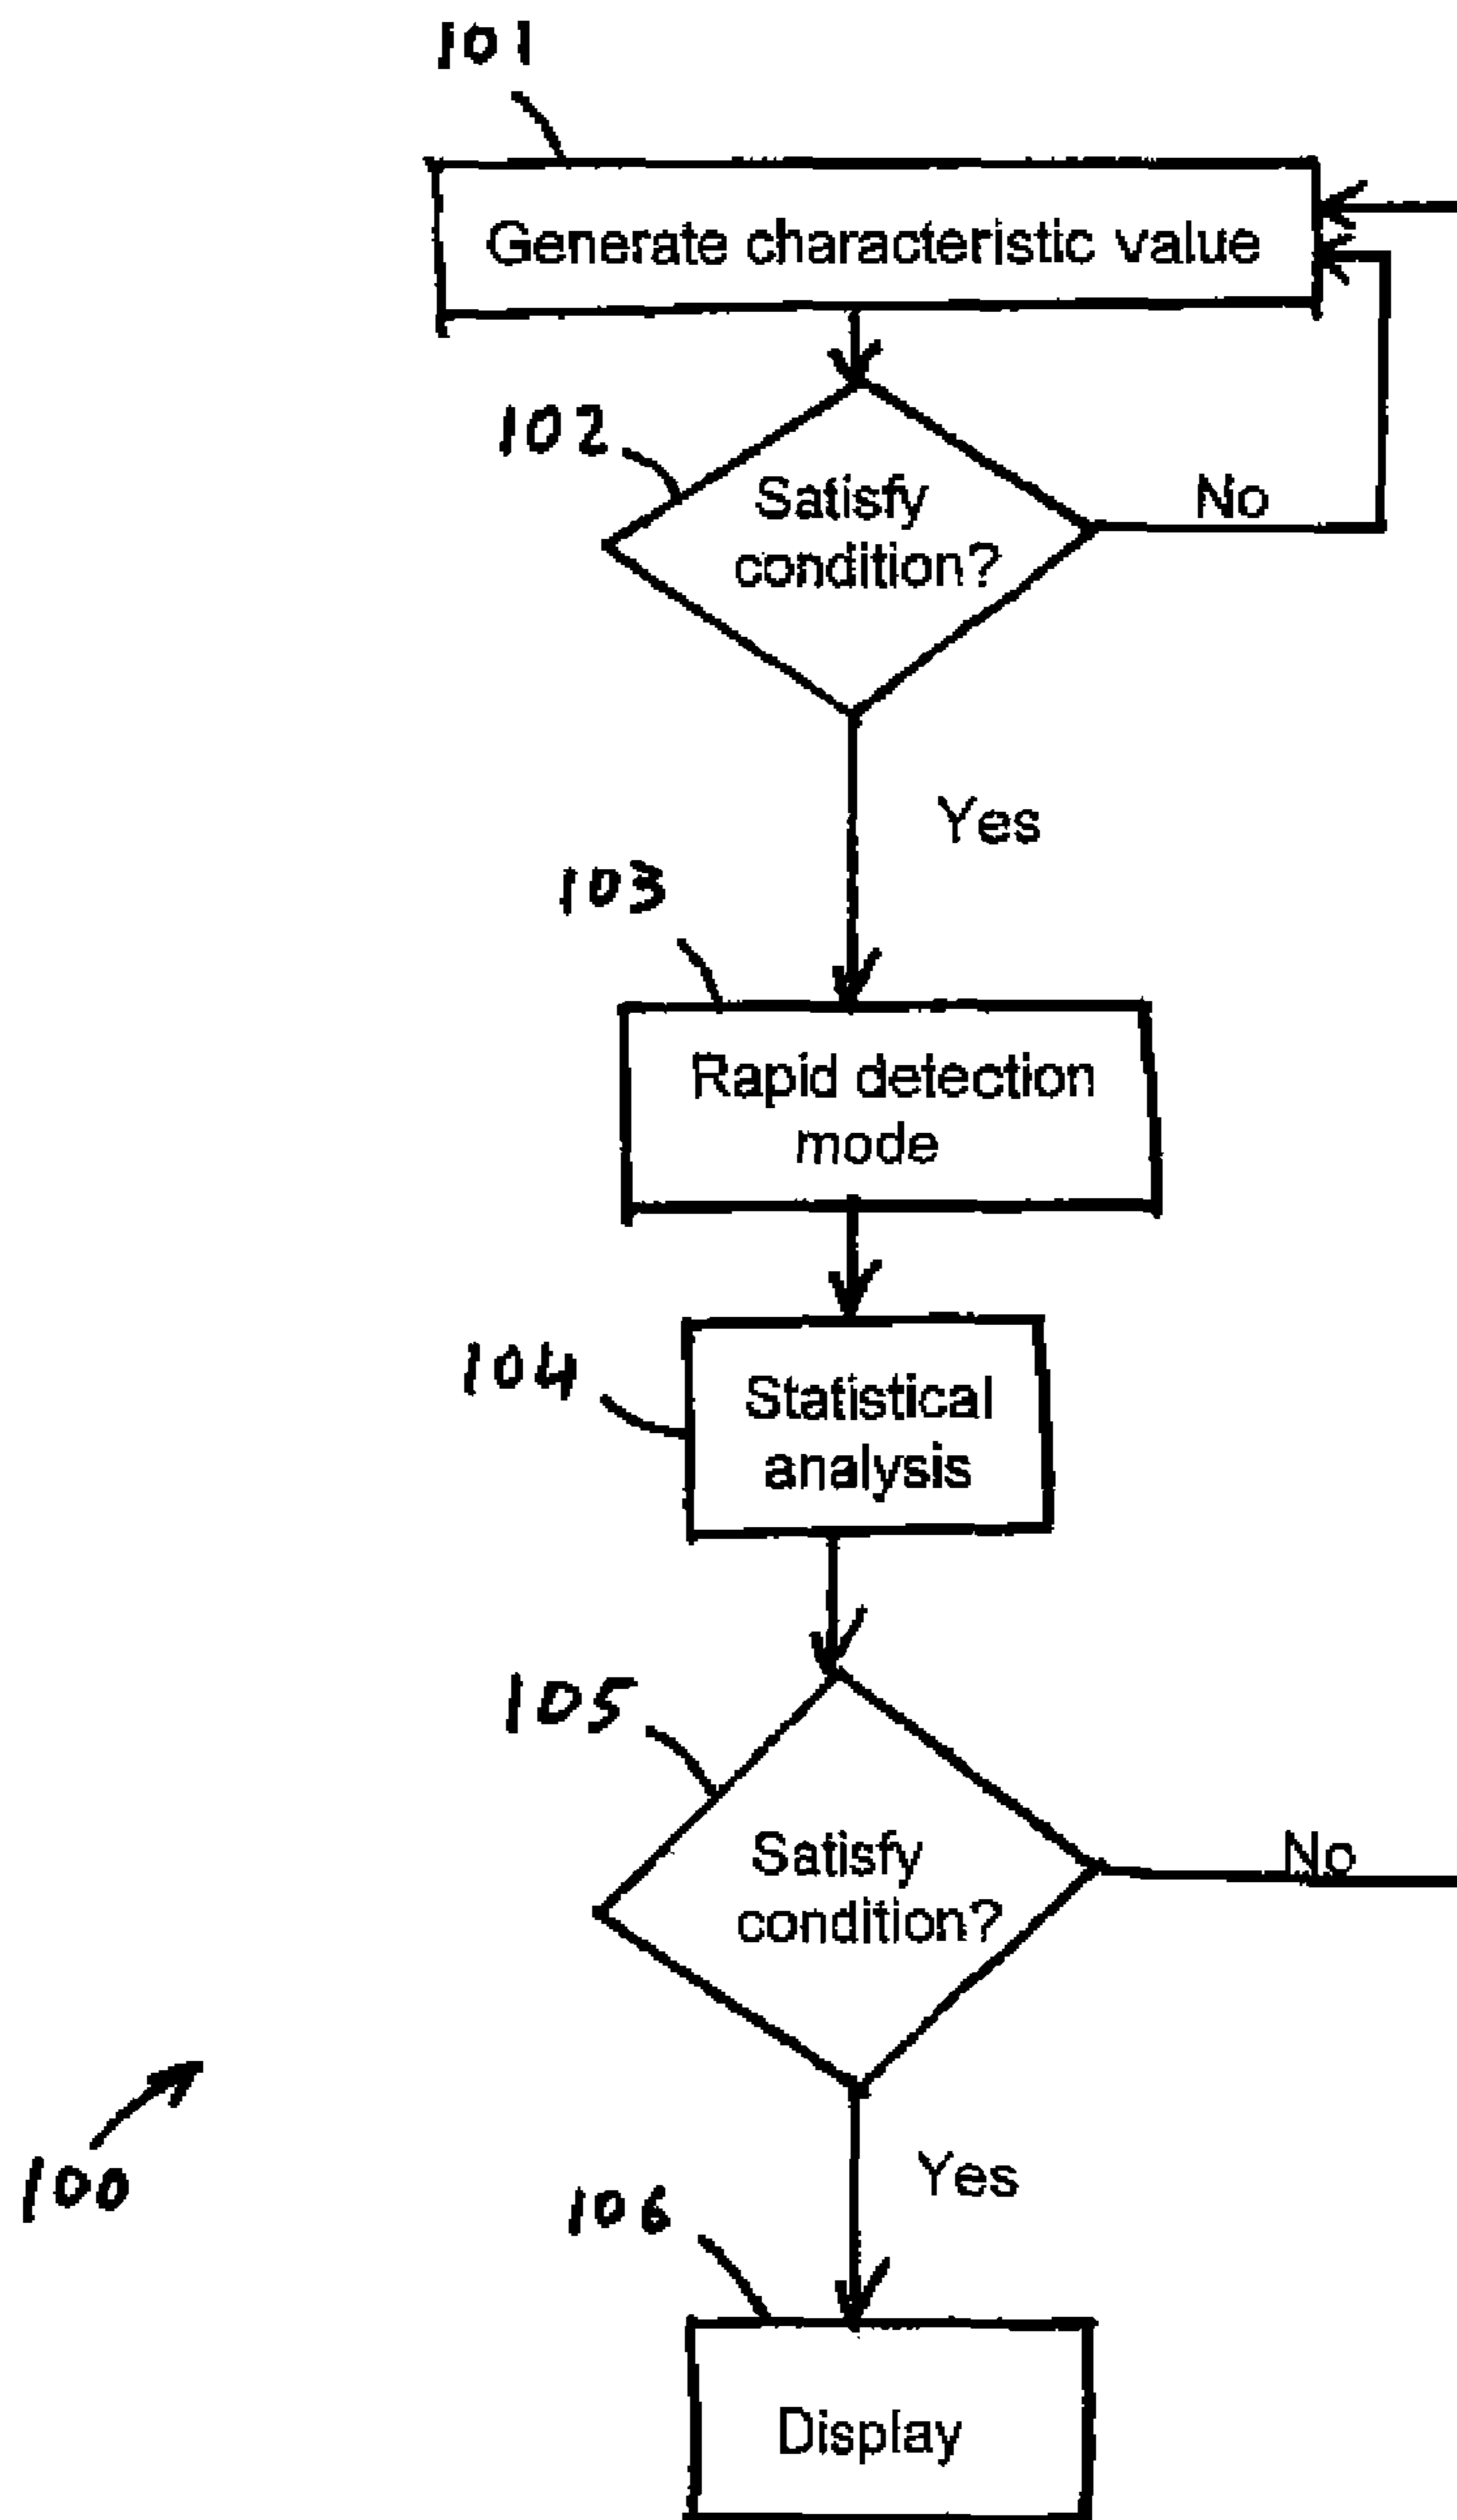 101
Generate characteristic value
102
Satisfy
condition?
No
Yes
103
Rapid detection
mode
104
Statistical
analysis
105
Satisfy
condition?
No
100
Yes
106
Display